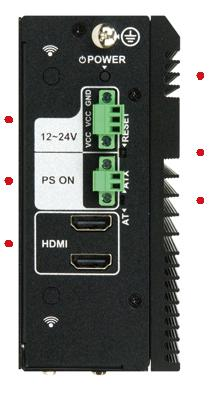 POWER
12~24V
VCC VCC GND
RESET
PS ON
ATX
AT
HDMI